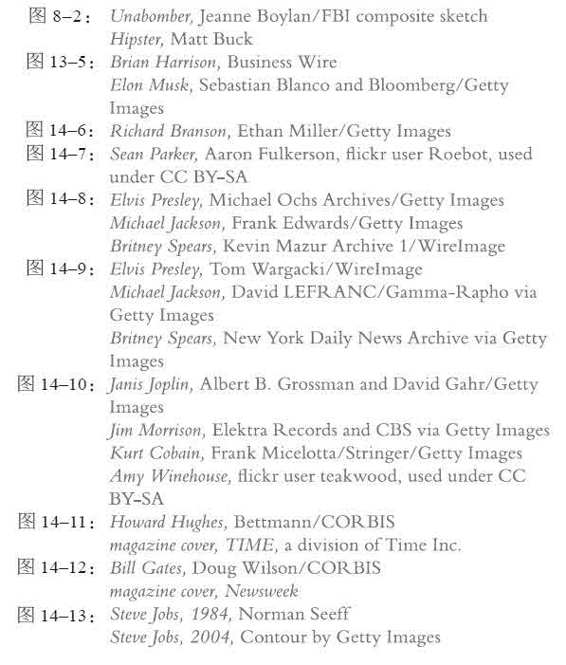 图 8–2： Unabomber, Jeanne Boylan/FBI composite sketch
Hipster, Matt Buck
图 13–5： Brian Harrison, Business Wire
Elon Musk, Sebastian Blanco and Bloomberg/Getty
Images
图 14–6： Richard Branson, Ethan Miller/Getty Images
图 14–7： Sean Parker, Aaron Fulkerson, flickr user Roebot, used
under CC BY–SA
图 14–8： Elvis Presley, Michael Ochs Archives/Getty Images
Michael Jackson, Frank Edwards/Getty Images
Britney Spears, Kevin Mazur Archive 1/WireImage
图 14–9： Elvis Presley, Tom Wargacki/WireImage
Michael Jackson, David LEFRANC/Gamma-Rapho via
Getty Images
Britney Spears, New York Daily News Archive via Getty
Images
图 14–10： Janis Joplin, Albert B. Grossman and David Gahr/Getty
Images
Jim Morrison, Elektra Records and CBS via Getty Images
Kurt Cobain, Frank Micelotta/Stringer/Getty Images
Amy Winehouse, flickr user teakwood, used under CC
BY–SA
图 14–11： Howard Hughes, Bettmann/CORBIS
magazine cover, TIME, a division of Time Inc.
图 14–12： Bill Gates, Doug Wilson/CORBIS
magazine cover, Newsweek
图 14–13： Steve Jobs, 1984, Norman Seeff
Steve Jobs, 2004, Contour by Getty Images